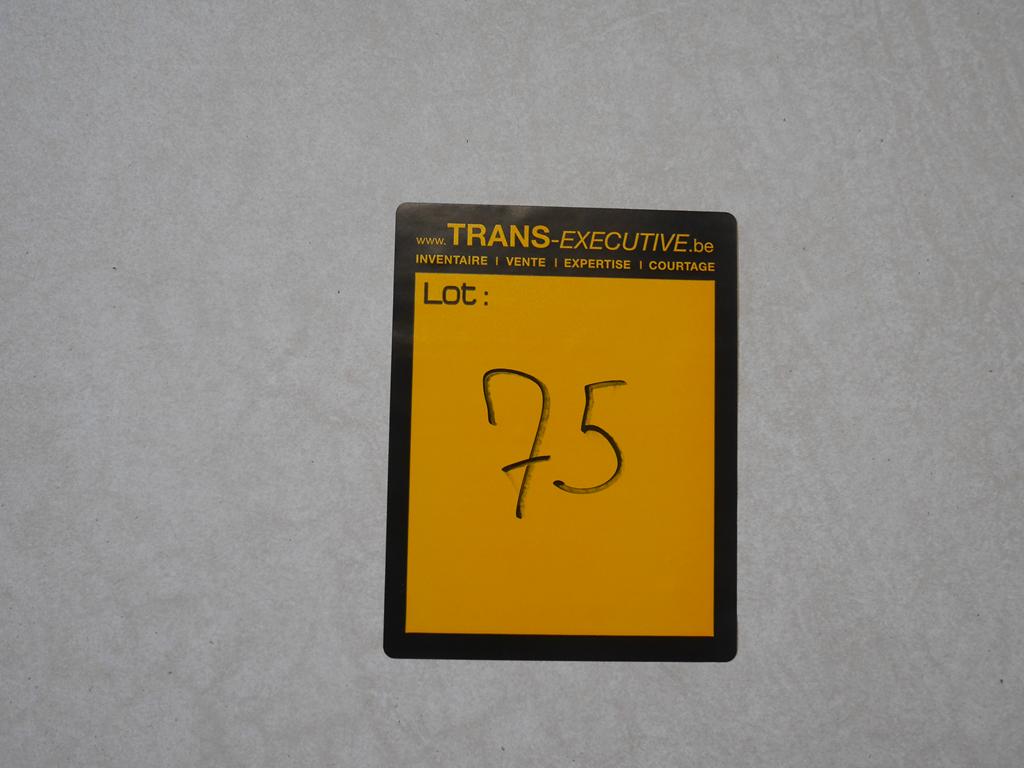 www.TRANS-EXECUTIVE.be
INVENTAIRE | VENTE | EXPERTISE | COURTAGE
Lot:
75